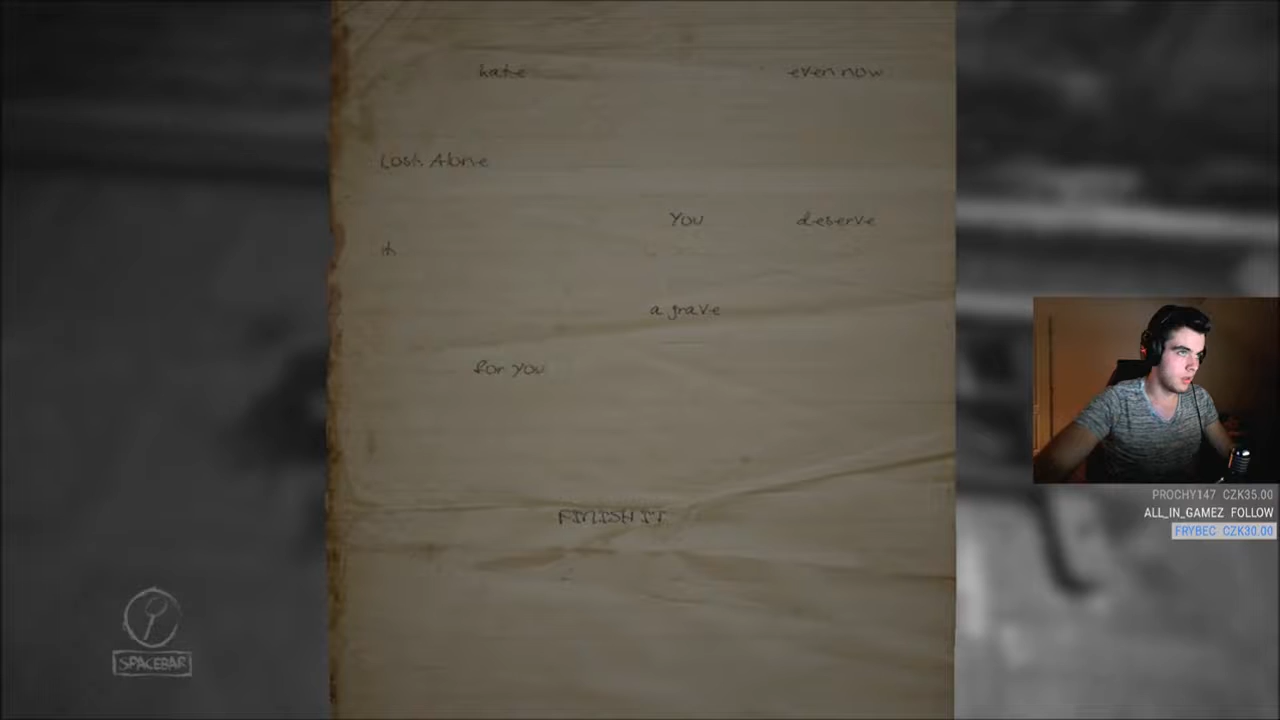 kate even now
Lost. Alone
You deserve
it
a grave
for you
FINISH IT
SPACEBAR
PROCHY147 CZK35.00
ALL_IN_GAMEZ FOLLOW
FRYBEC CZK30.00